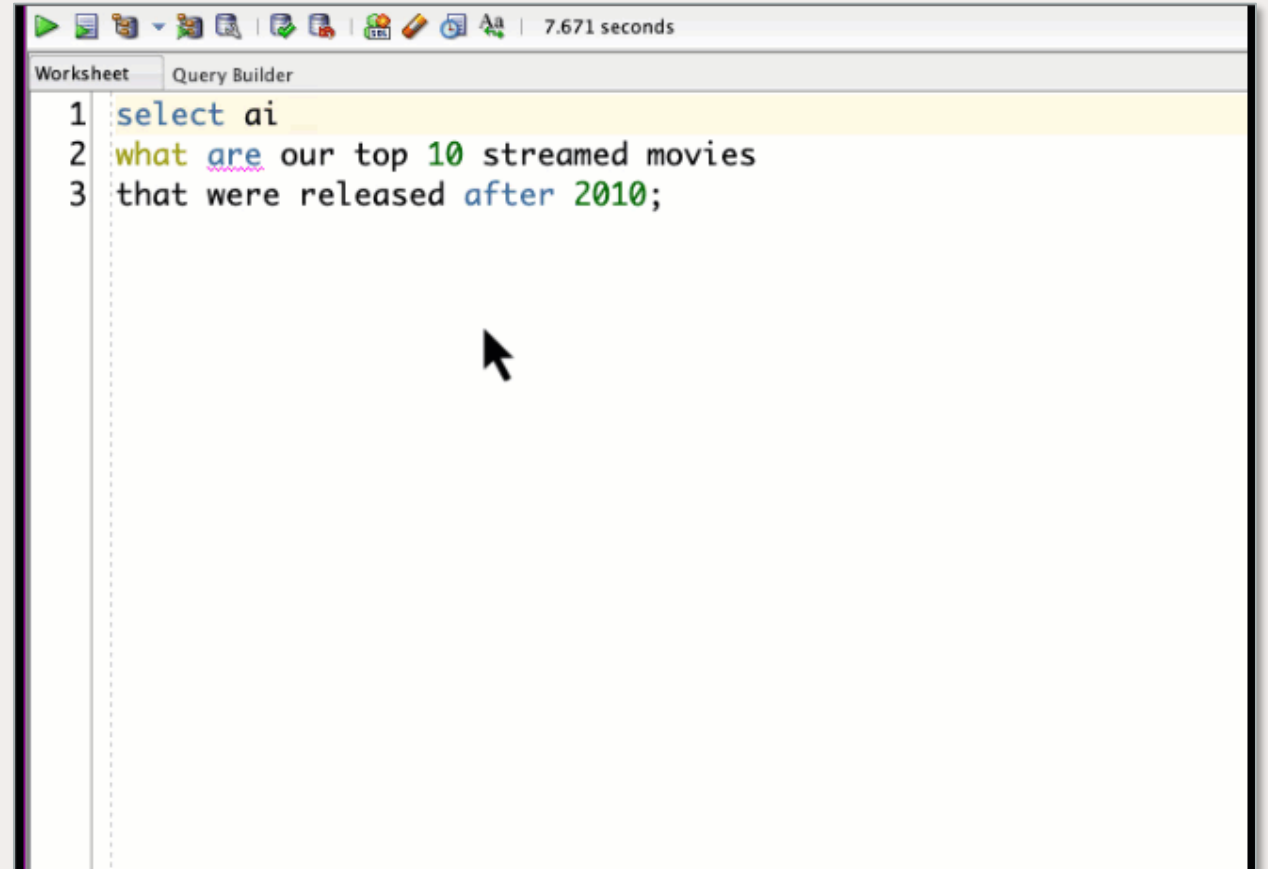 7.671 seconds
Worksheet Query Builder
1 select ai
2 what are our top 10 streamed movies
3 that were released after 2010;